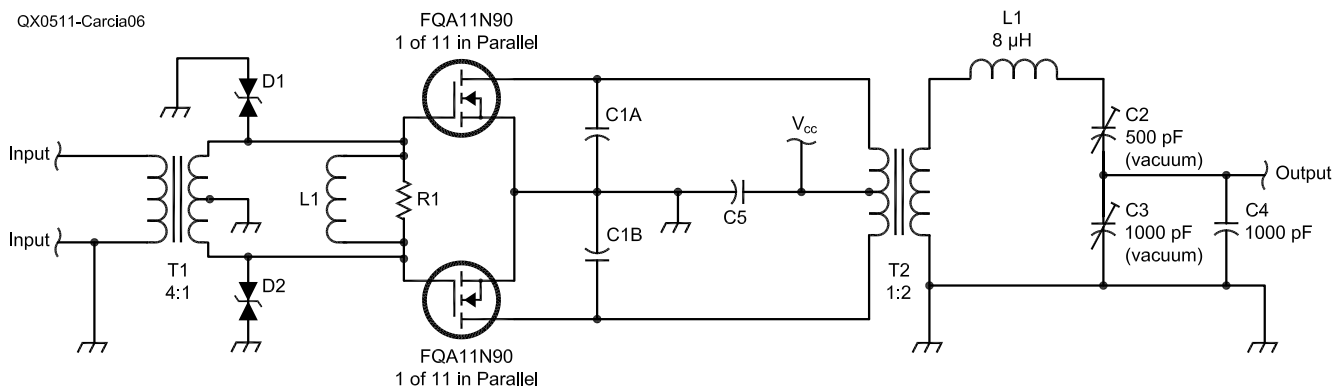 QX0511-Carcia06
FQA11N90
1 of 11 in Parallel
L1
8 µH
D1
C1A
Vcc
C2
500 pF
(vacuum)
Input
Output
L1
R1
C5
C1B
C3
1000 pF
(vacuum)
C4
1000 pF
Input
T1
4:1
D2
T2
1:2
FQA11N90
1 of 11 in Parallel